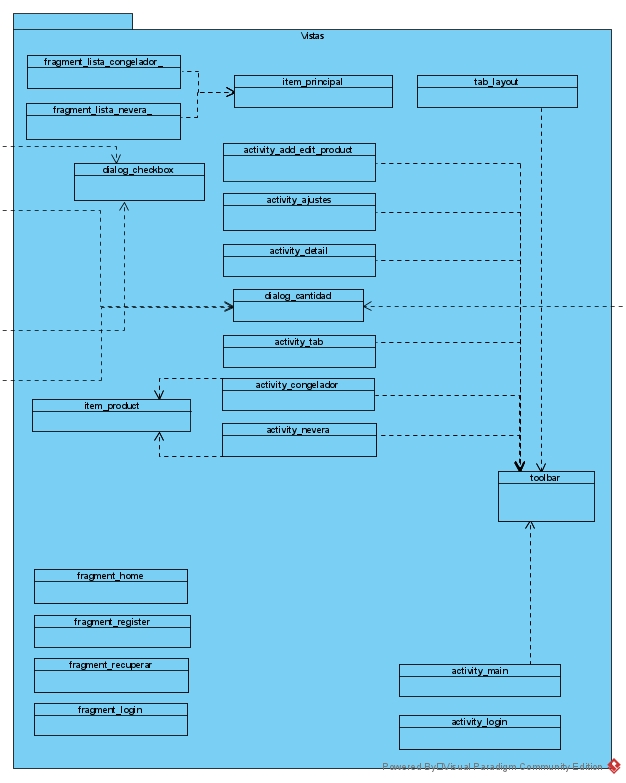 Vistas
fragment_lista_congelador_
item_principal
tab_layout
fragment_lista_nevera_
activity_add_edit_product
dialog_checkbox
activity_ajustes
activity_detail
dialog_cantidad
activity_tab
activity_congelador
item_product
activity_nevera
toolbar
fragment_home
fragment_register
fragment_recuperar
activity_main
fragment_login
activity_login
Powered By Visual Paradigm Community Edition